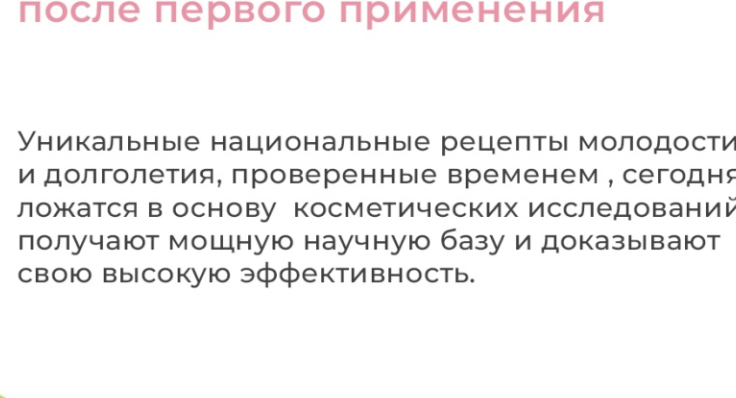 после первого применения
Уникальные национальные рецепты молодости
и долголетия, проверенные временем , сегодня
ложатся в основу  косметических исследований
получают мощную научную базу и доказывают
свою высокую эффективность.